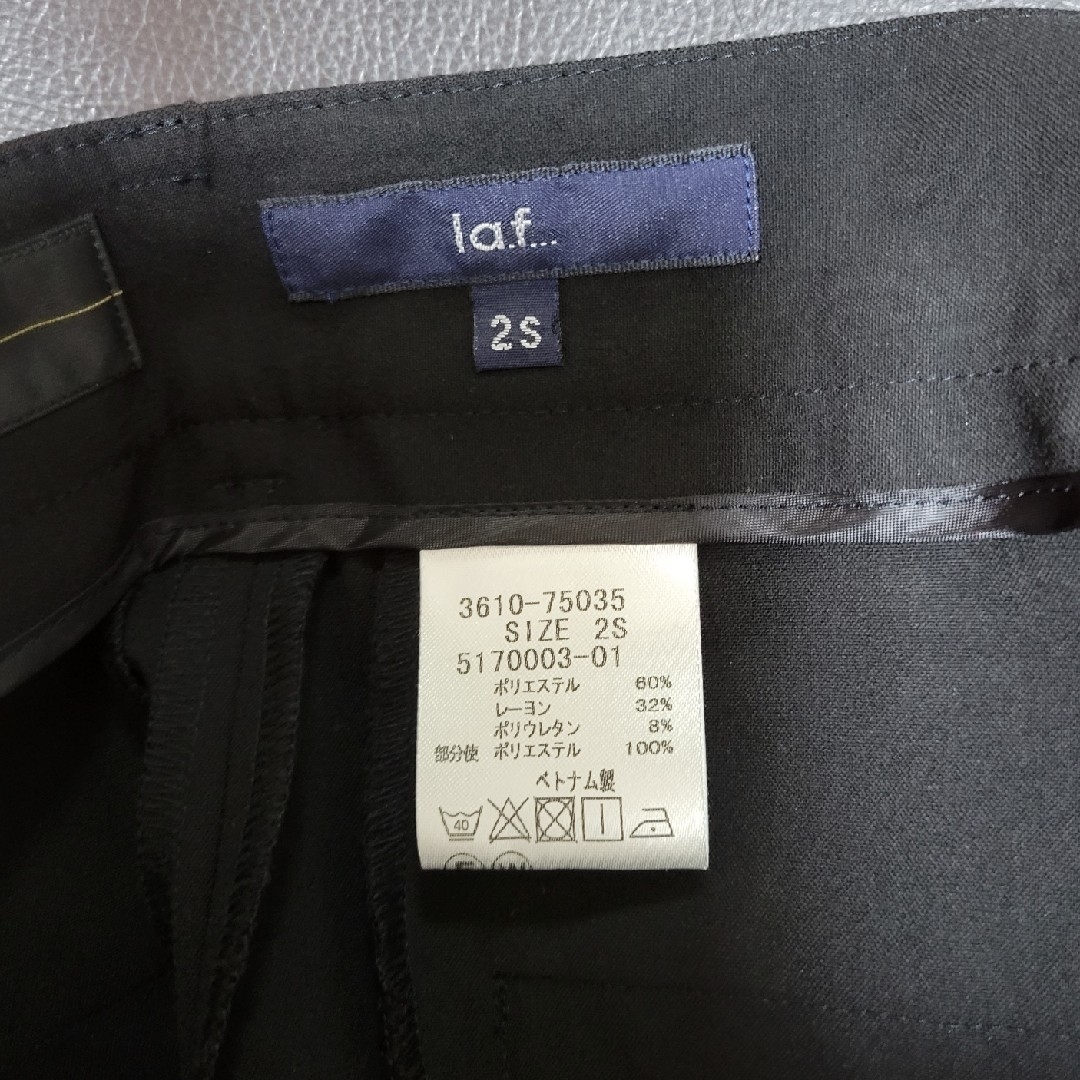 la.f...
2S
3610-75035
SIZE 2S
5170003-01
ポリエステル 60%
レーヨン 32%
ポリウレタン 8%
部分使 ポリエステル 100%
ベトナム製
40